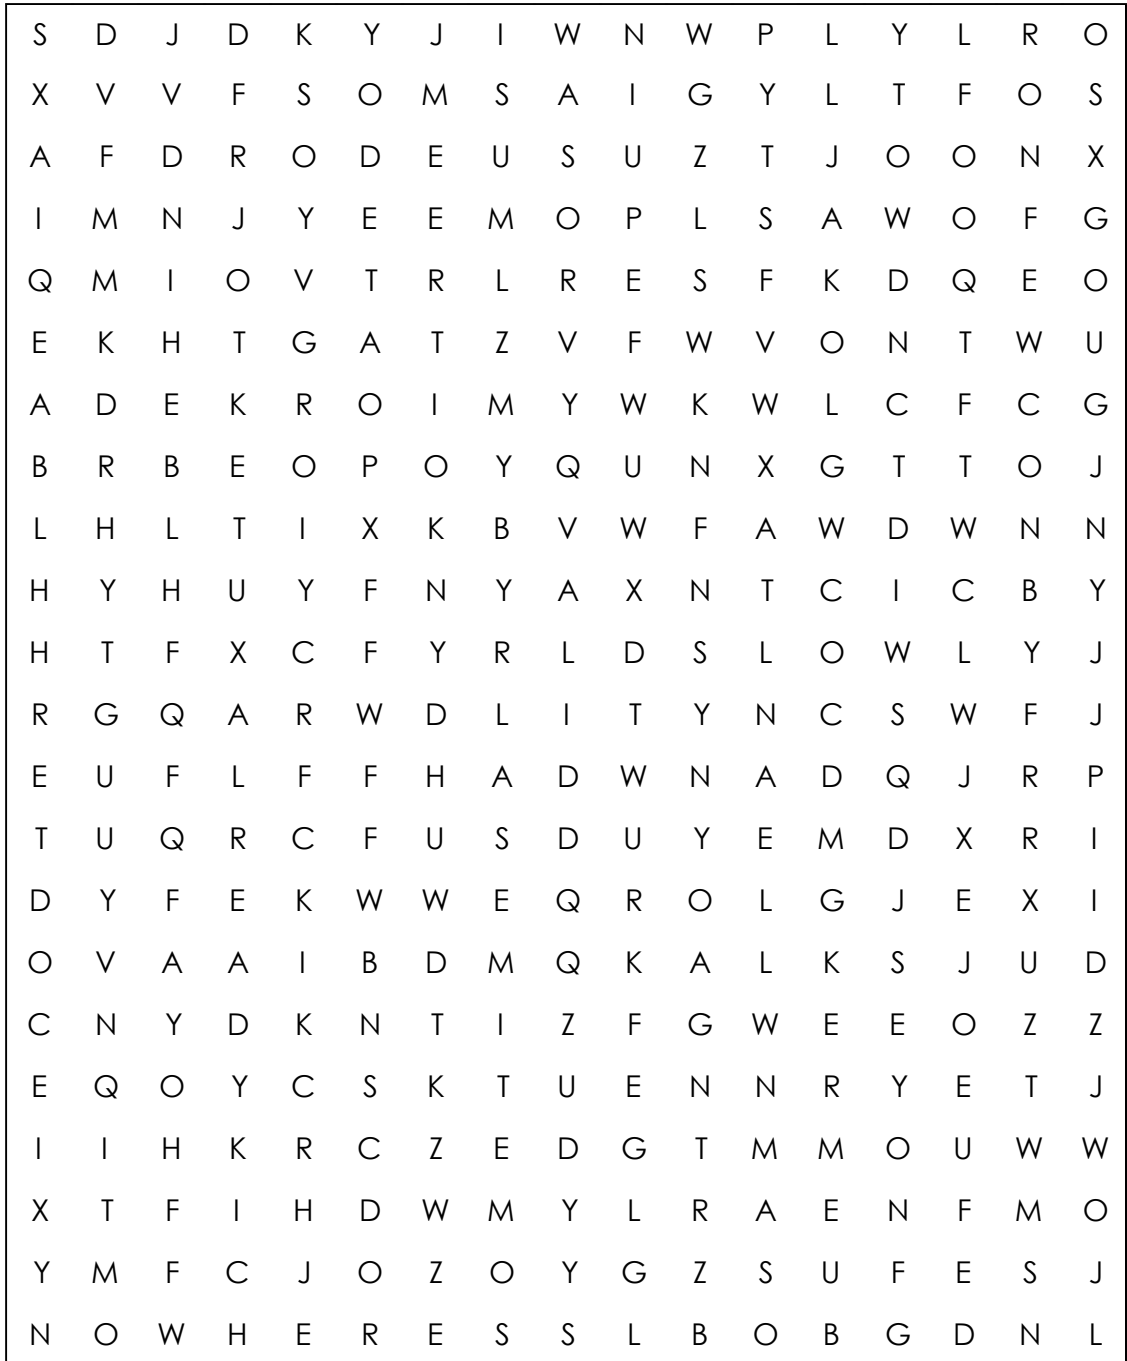 S D J D K Y J I W N W P L Y L R O
X V V F S O M S A I G Y L T F O S
A F D R O D E U S U Z T J O O N X
I M N J Y E E M O P L S A W O F G
Q M I O V T R L R E S F K D Q E O
E K H T G A T Z V F W V O N T W U
A D E K R O I M Y W K W L C F C G
B R B E O P O Y Q U N X G T T O J
L H L T I X K B V W F A W D W N N
H Y H U Y F N Y A X N T C I C B Y
H T F X C F Y R L D S L O W L Y J
R G Q A R W D L I T Y N C S W F J
E U F L F F H A D W N A D Q J R P
T U Q R C F U S D U Y E M D X R I
D Y F E K W W E Q R O L G J E X I
O V A A I B D M Q K A L K S J U D
C N Y D K N T I Z F G W E E O Z Z
E Q O Y C S K T U E N N R Y E T J
I I H K R C Z E D G T M M O U W W
X T F I H D W M Y L R A E N F M O
Y M F C J O Z O Y G Z S U F E S J
N O W H E R E S S L B O B G D N L